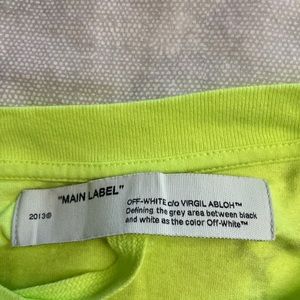 "MAIN LABEL"
OFF-WHITE c/o VIRGIL ABLOH™
Defining the grey area between black
2013© and white as the color Off-White™